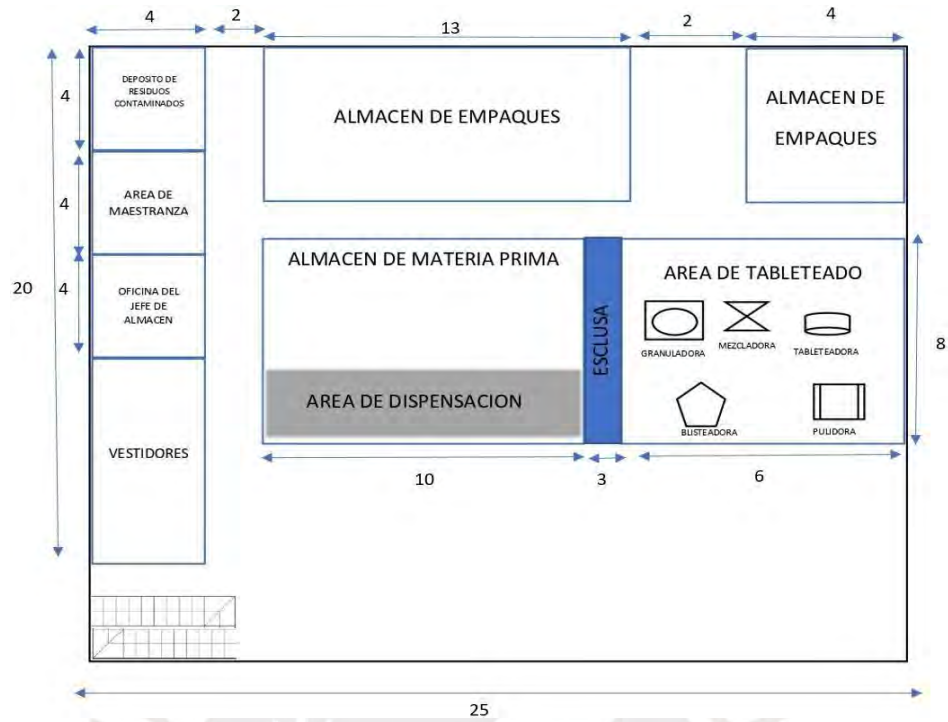 4
2
13
2
4
DEPOSITO DE
RESIDUOS
CONTAMINADOS
4
ALMACEN DE EMPAQUES
ALMACEN DE
EMPAQUES
AREA DE
MAESTRANZA
4
ALMACEN DE MATERIA PRIMA
ESCLUSA
AREA DE TABLETEADO
20
4
OFICINA DEL
JEFE DE
ALMACEN
GRANULADORA
MEZCLADORA
TABLETEADORA
8
AREA DE DISPENSACION
BLISTEADORA
PULIDORA
VESTIDORES
10
3
6
25